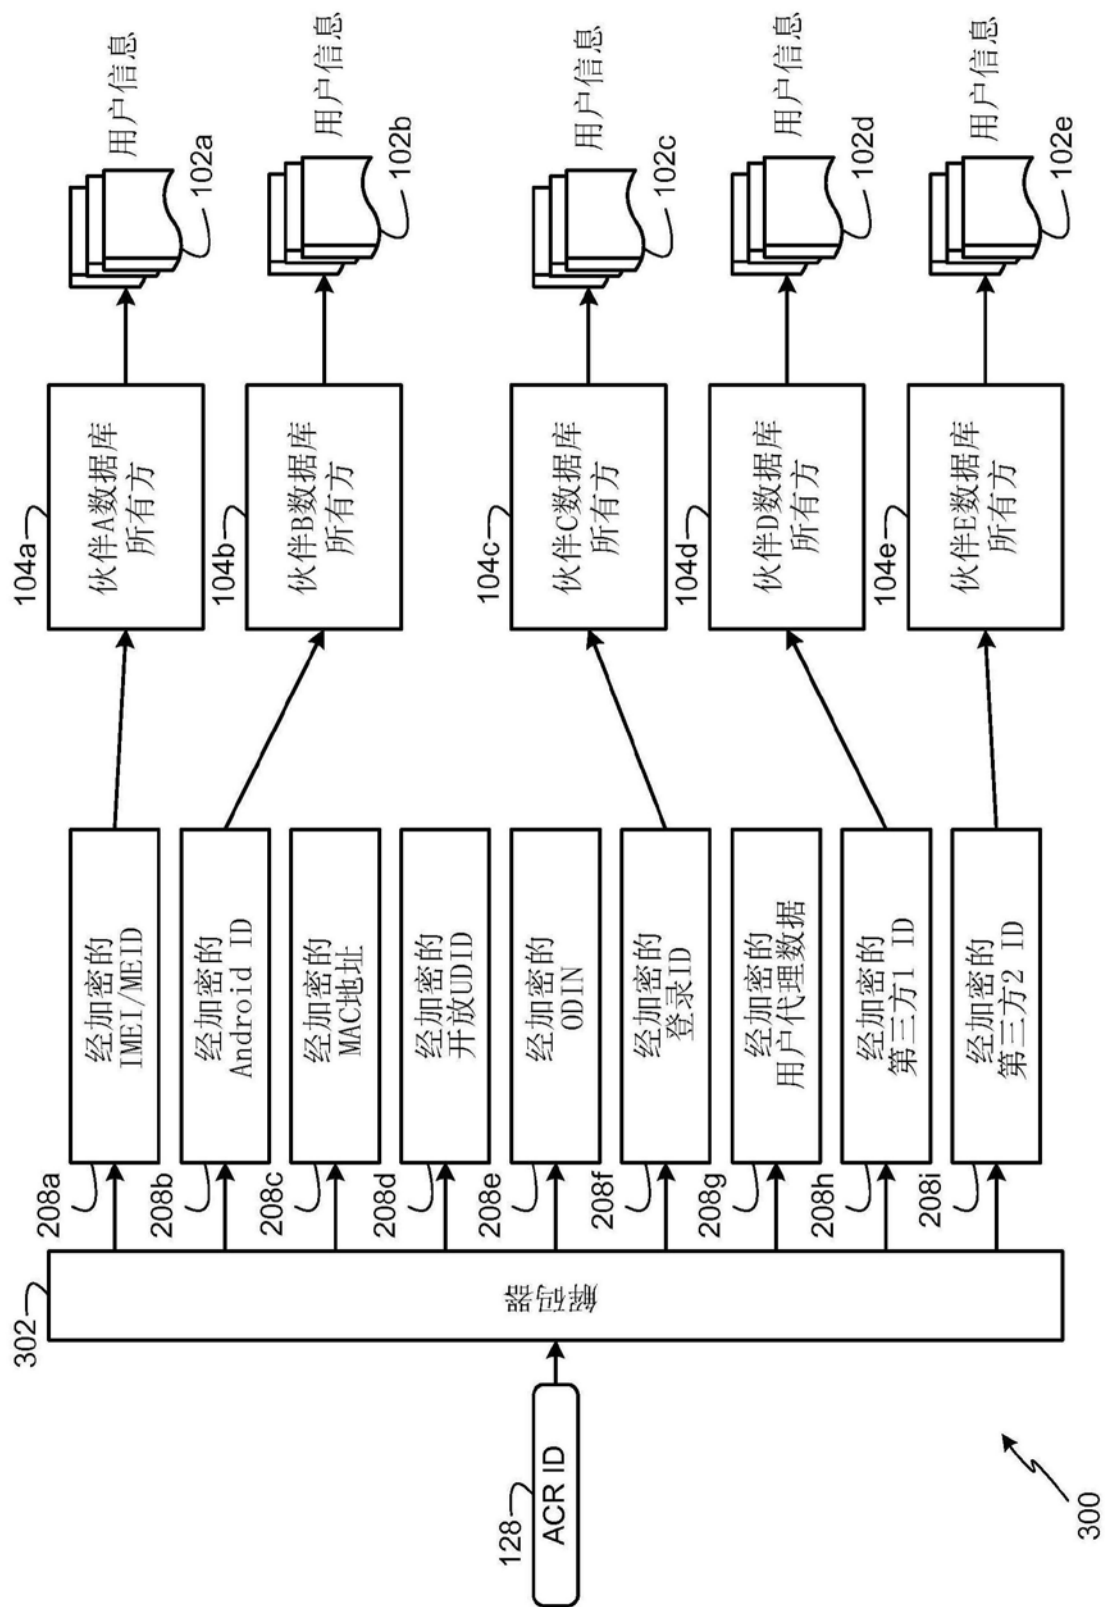 300
128
ACR ID
302
解码器
208a
经加密的
IMEI/MEID
208b
经加密的
Android ID
208c
经加密的
MAC地址
208d
经加密的
开放UDID
208e
经加密的
ODIN
208f
经加密的
登录ID
208g
经加密的
用户代理数据
208h
经加密的
第三方1 ID
208i
经加密的
第三方2 ID
104a
伙伴A数据库
所有方
104b
伙伴B数据库
所有方
104c
伙伴C数据库
所有方
104d
伙伴D数据库
所有方
104e
伙伴E数据库
所有方
用户信息
102a
用户信息
102b
用户信息
102c
用户信息
102d
用户信息
102e